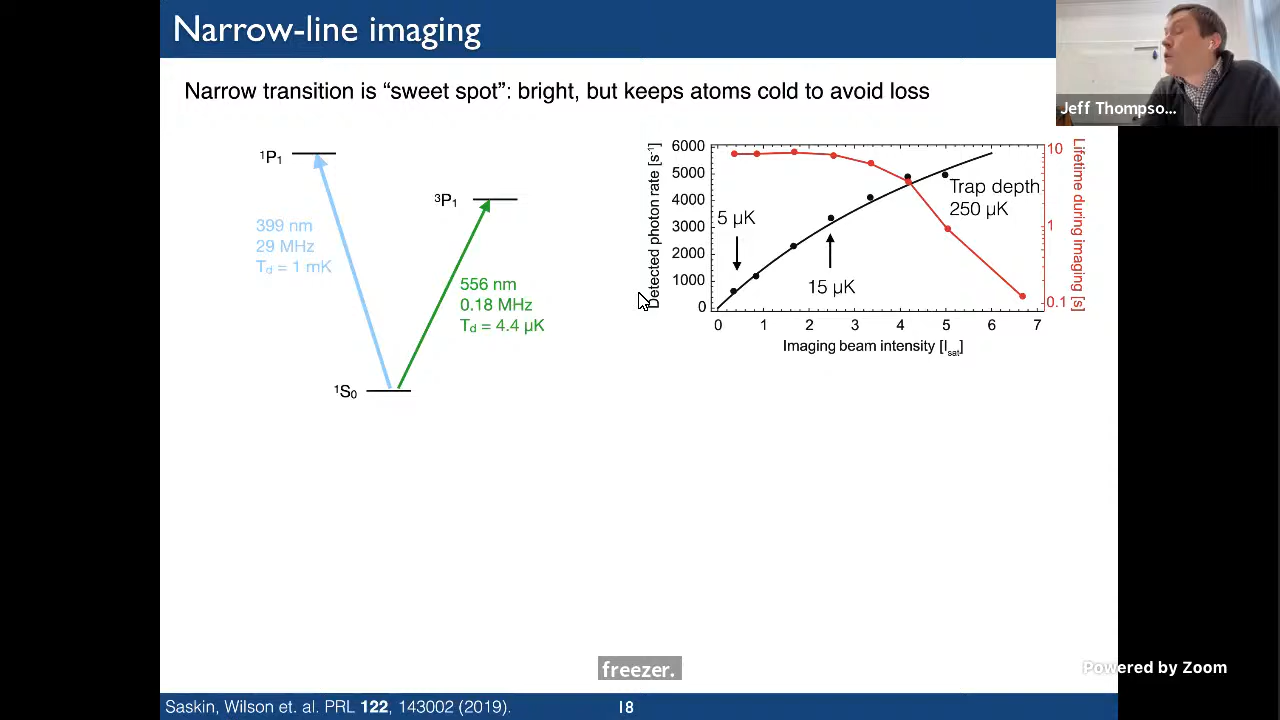 Narrow-line imaging
Jeff Thompso...
Narrow transition is “sweet spot”: bright, but keeps atoms cold to avoid loss
¹P₁
³P₁
399 nm
29 MHz
T_d = 1 mK
556 nm
0.18 MHz
T_d = 4.4 µK
¹S₀
Detected photon rate [s⁻¹]
6000
5000
4000
3000
2000
1000
0
5 µK
15 µK
Trap depth
250 µK
10
1
0.1
Lifetime during imaging [s]
0 1 2 3 4 5 6 7
Imaging beam intensity [I_sat]
freezer.
Powered by Zoom
Saskin, Wilson et. al. PRL 122, 143002 (2019).
18